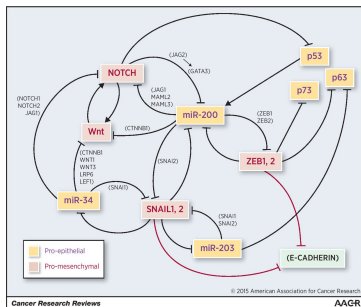 (JAG2)
p53
NOTCH
(GATA3)
p63
p73
(JAG1
MAML2
MAML3)
(NOTCH1
NOTCH2
JAG1)
miR-200
(ZEB1
ZEB2)
Wnt
(CTNNB1)
(CTNNB1
WNT1
WNT3
LRP6
LEF1)
(SNAI2)
ZEB1, 2
(SNAI1)
miR-34
SNAIL1, 2
(SNAI1
SNAI2)
miR-203
(E-CADHERIN)
Pro-epithelial
Pro-mesenchymal
© 2015 American Association for Cancer Research
Cancer Research Reviews
AACR